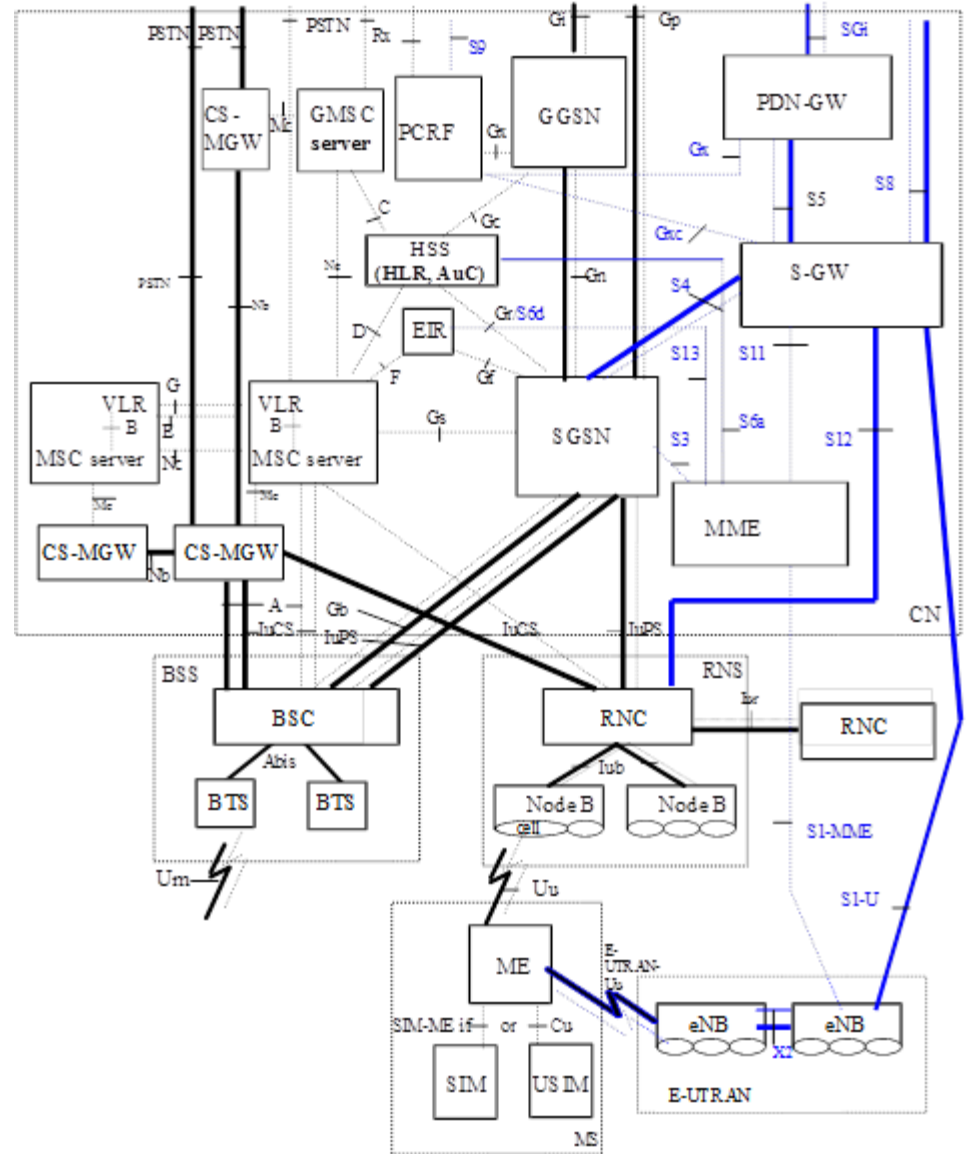 PSTN
PSTN
PSTN
Rx
S9
Gi
Gp
SGi
CS-
MGW
Mc
GMSC
server
PCRF
Gx
GGSN
PDN-GW
Gx
S8
C
Gc
Gxc
S5
HSS
(HLR, AuC)
S-GW
PSTN
Nc
Nb
Gn
S4
D
EIR
Gr/S6d
F
Gf
S13
S11
G
VLR
B
E
MSC server
Nc
VLR
B
MSC server
Gs
SGSN
S6a
S12
S3
Mc
Mc
MME
CS-MGW
Nb
CS-MGW
A
Gb
IuCS
IuPS
IuCS
IuPS
CN
BSS
RNS
BSC
RNC
Iur
RNC
Abis
Iub
BTS
BTS
Node B
cell
Node B
S1-MME
Um
Uu
S1-U
ME
E-
UTRAN-
Uu
SIM-ME i/f
or
Cu
eNB
eNB
X2
SIM
USIM
E-UTRAN
MS